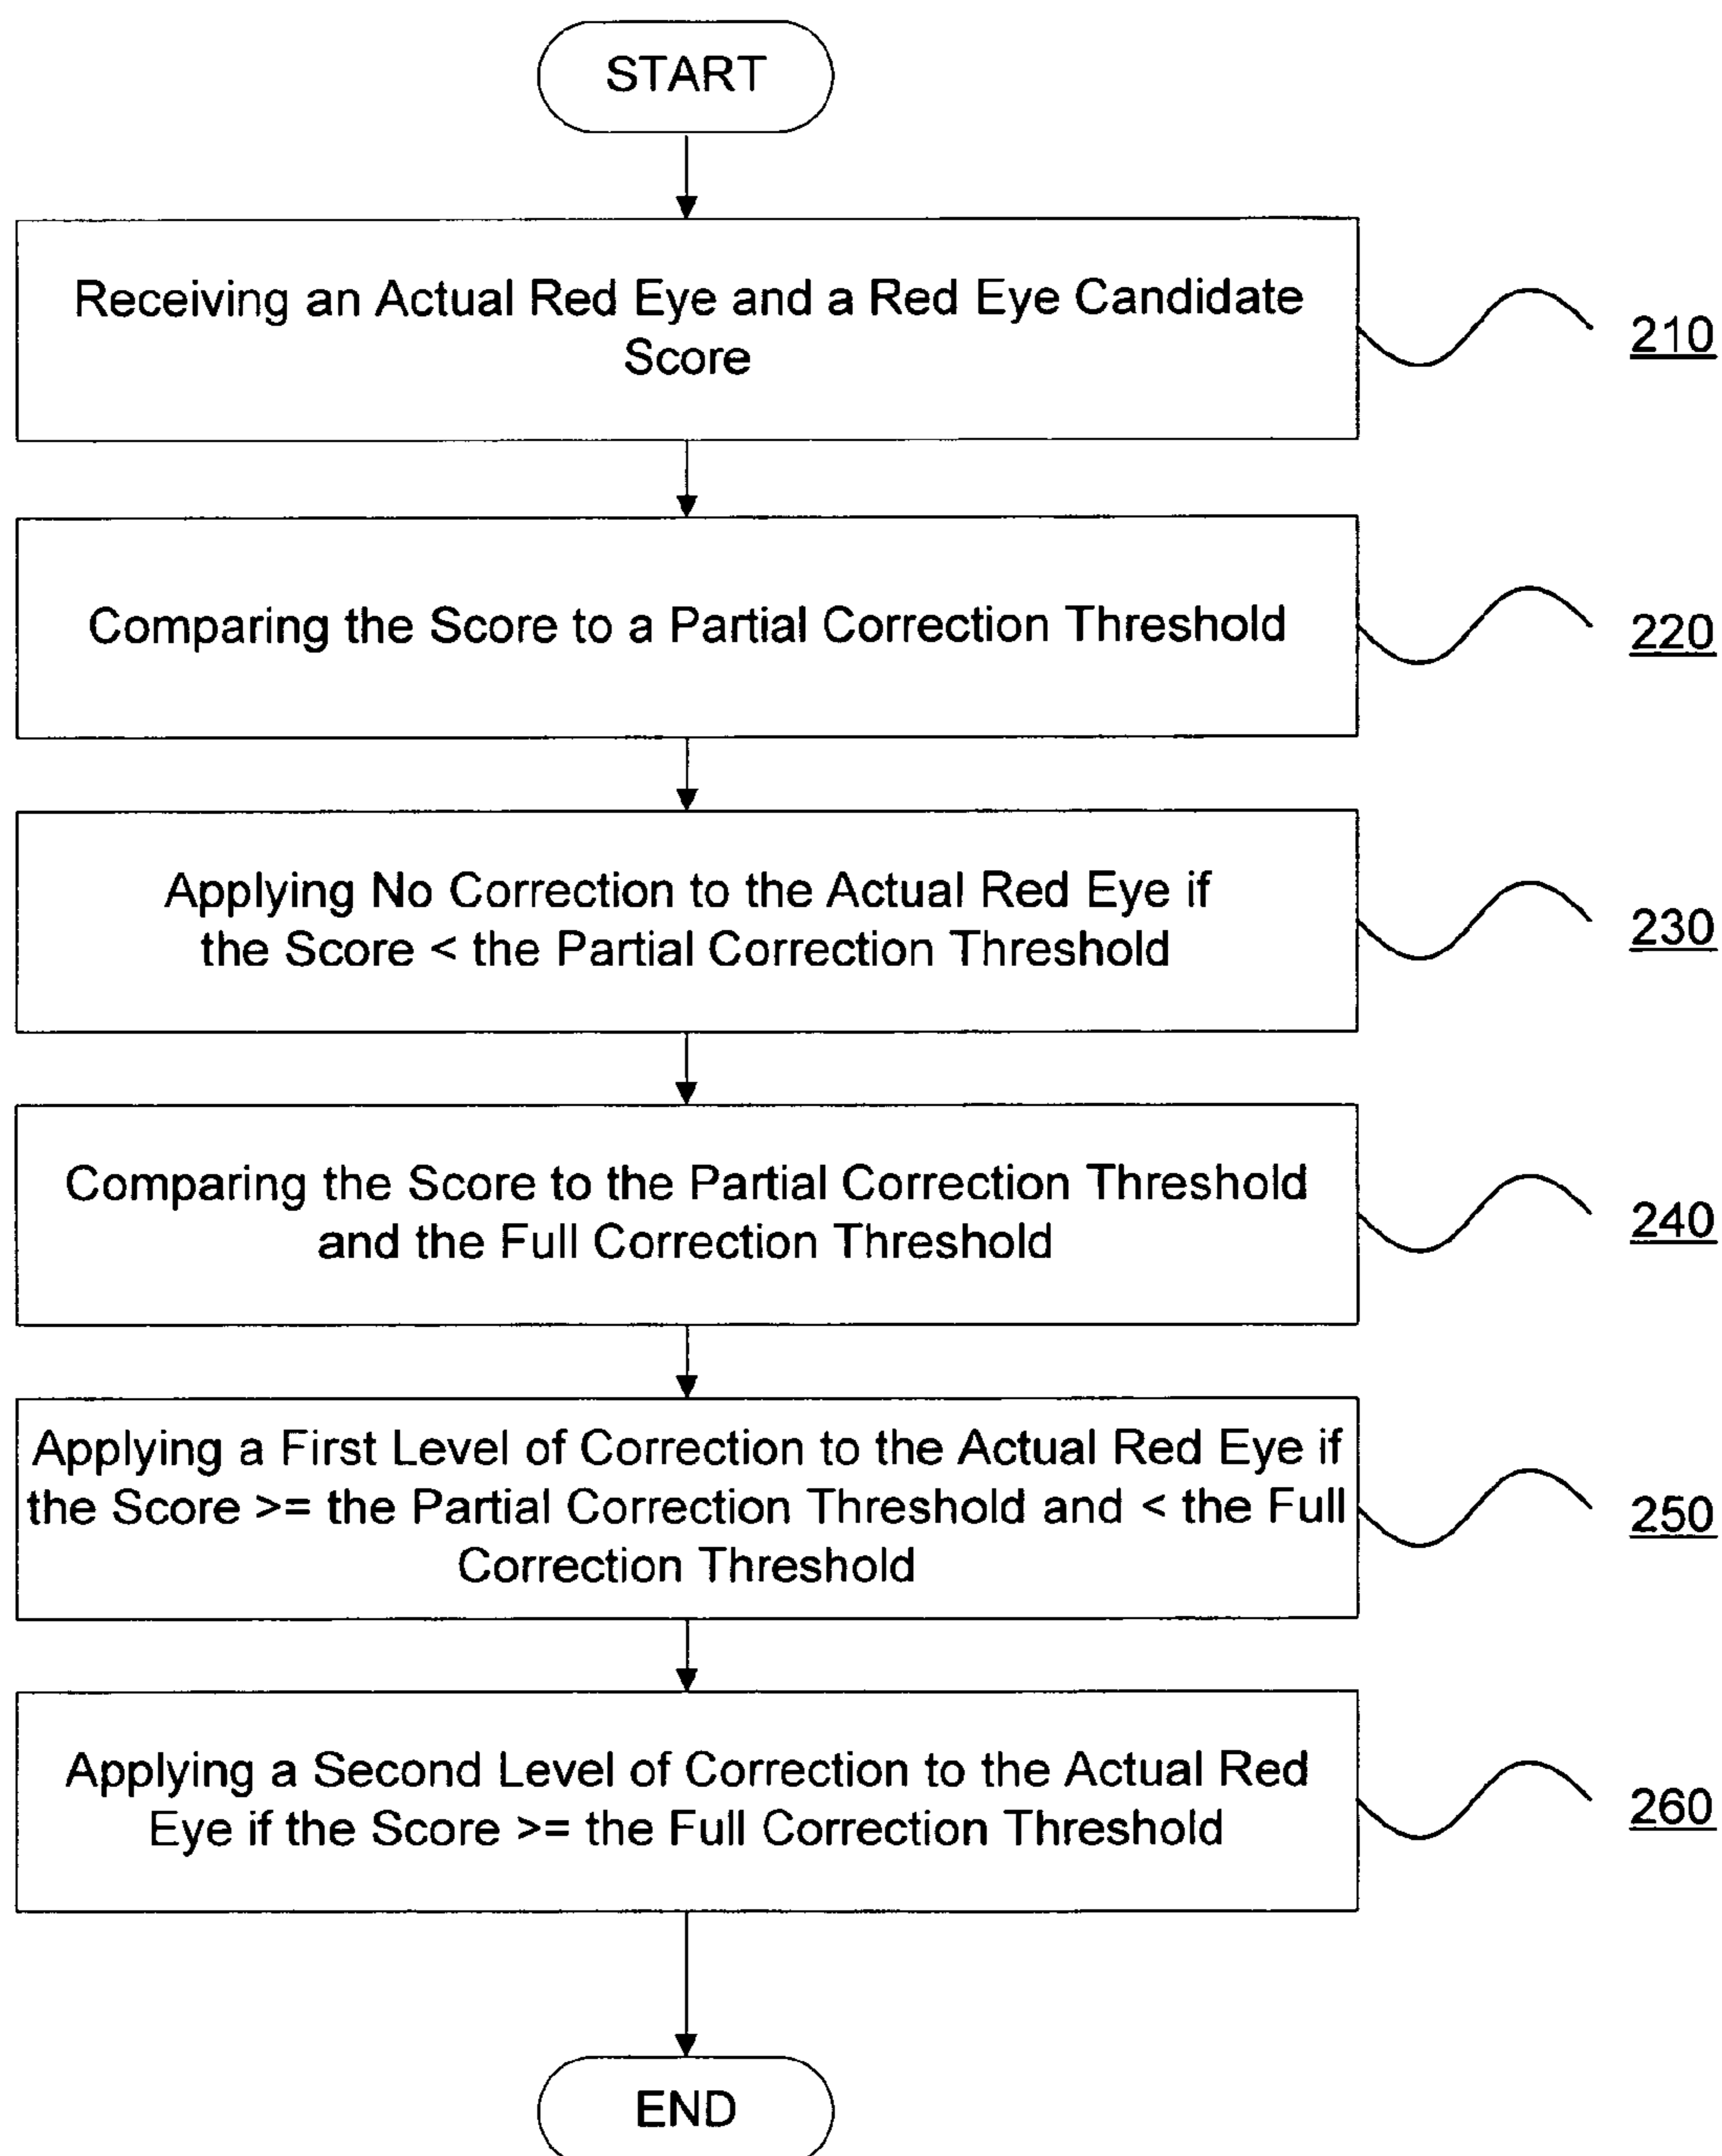 START
Receiving an Actual Red Eye and a Red Eye Candidate
Score
210
Comparing the Score to a Partial Correction Threshold
220
Applying No Correction to the Actual Red Eye if
the Score < the Partial Correction Threshold
230
Comparing the Score to the Partial Correction Threshold
and the Full Correction Threshold
240
Applying a First Level of Correction to the Actual Red Eye if
the Score >= the Partial Correction Threshold and < the Full
Correction Threshold
250
Applying a Second Level of Correction to the Actual Red
Eye if the Score >= the Full Correction Threshold
260
END